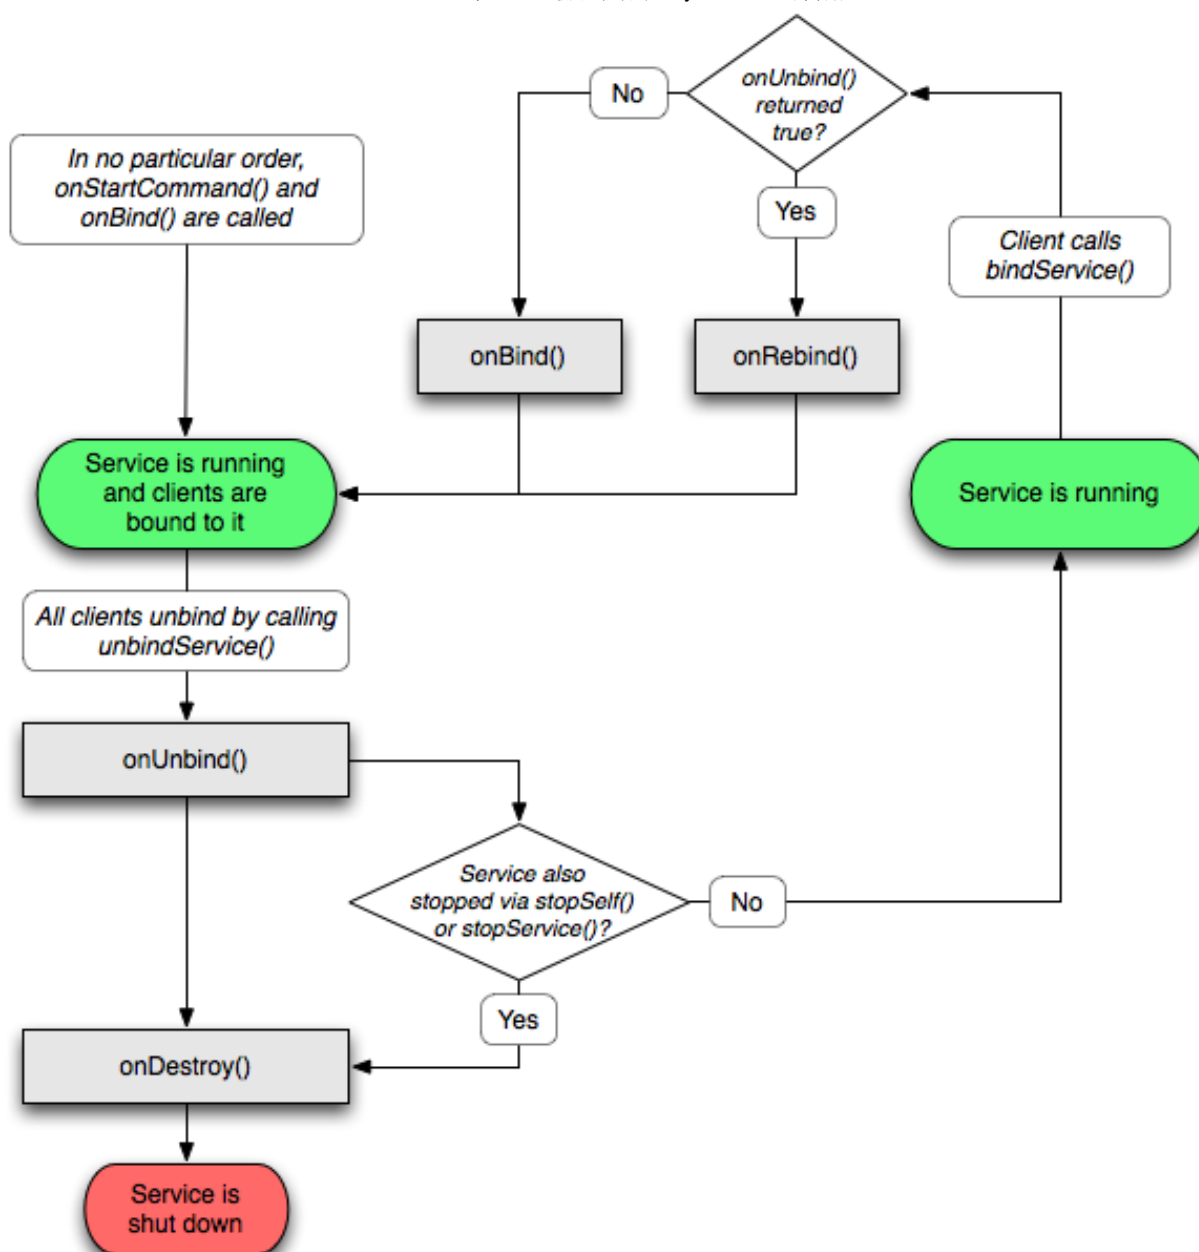 onUnbind()
returned
true?
No
Yes
In no particular order,
onStartCommand() and
onBind() are called
Client calls
bindService()
onBind()
onRebind()
Service is running
and clients are
bound to it
Service is running
All clients unbind by calling
unbindService()
onUnbind()
Service also
stopped via stopSelf()
or stopService()?
No
Yes
onDestroy()
Service is
shut down